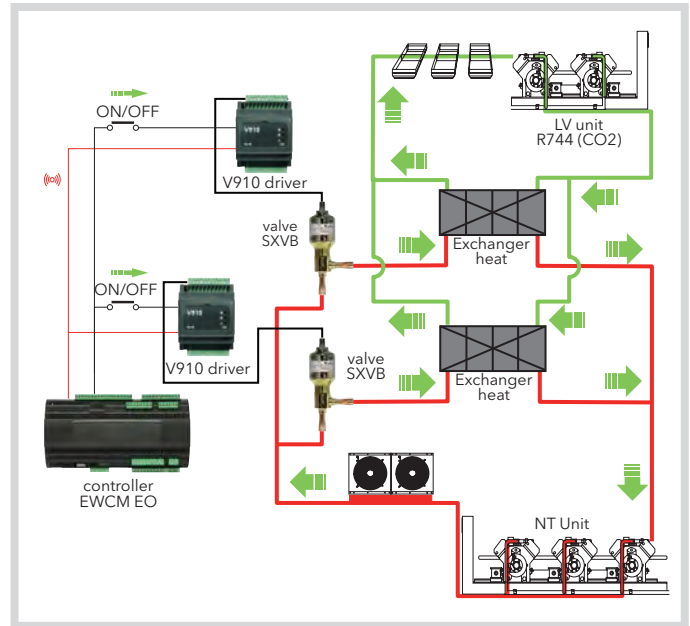 ON/OFF
V910
V910 driver
LV unit
R744 (CO2)
valve
SXVB
Exchanger
heat
ON/OFF
V910
V910 driver
valve
SXVB
Exchanger
heat
controller
EWCM EO
NT Unit